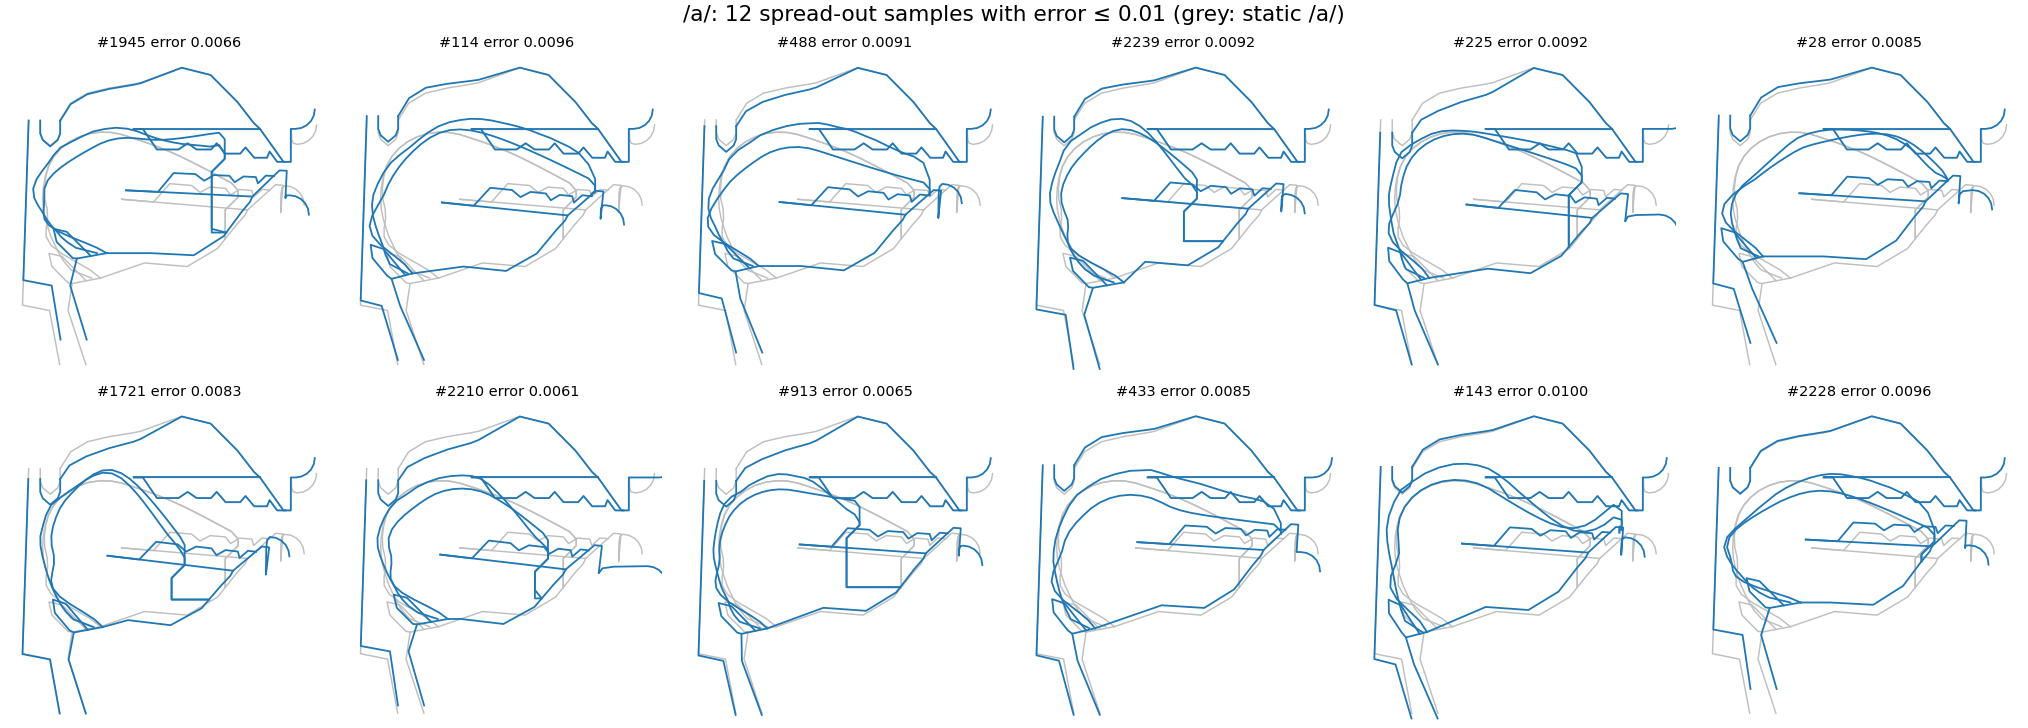 /a/: 12 spread-out samples with error ≤ 0.01 (grey: static /a/)
#1945 error 0.0066
#114 error 0.0096
#488 error 0.0091
#2239 error 0.0092
#225 error 0.0092
#28 error 0.0085
#1721 error 0.0083
#2210 error 0.0061
#913 error 0.0065
#433 error 0.0085
#143 error 0.0100
#2228 error 0.0096